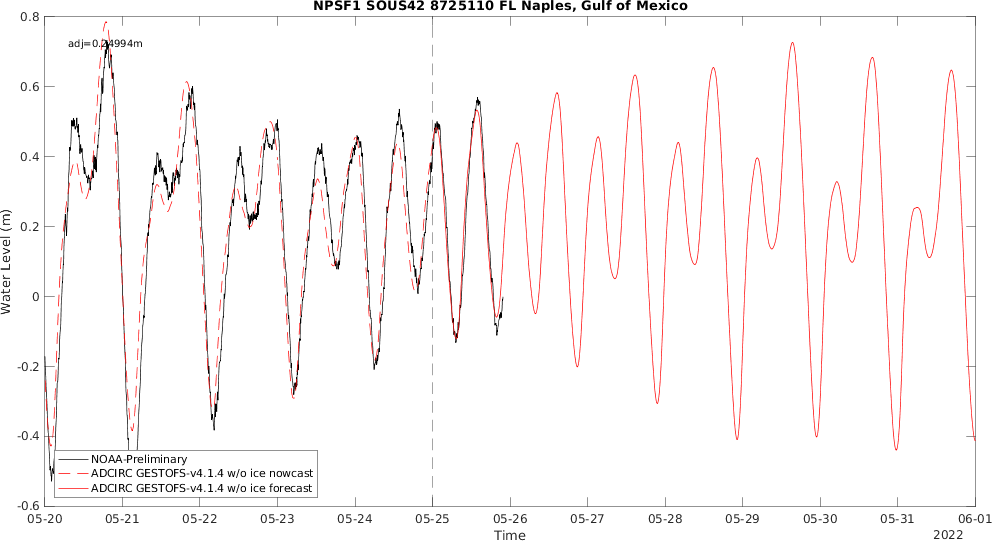 NPSF1 SOUS42 8725110 FL Naples, Gulf of Mexico
adj=0.24994m
Water Level (m)
0.8
0.6
0.4
0.2
0
-0.2
-0.4
-0.6
NOAA-Preliminary
ADCIRC GESTOFS-v4.1.4 w/o ice nowcast
ADCIRC GESTOFS-v4.1.4 w/o ice forecast
05-20 05-21 05-22 05-23 05-24 05-25 05-26 05-27 05-28 05-29 05-30 05-31 06-01
Time
2022